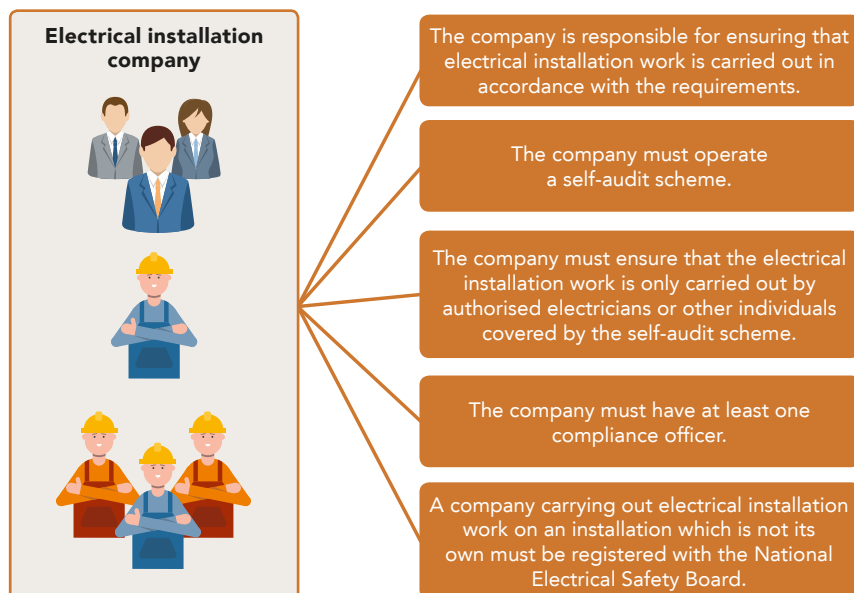 Electrical installation
company
The company is responsible for ensuring that
electrical installation work is carried out in
accordance with the requirements.
The company must operate
a self-audit scheme.
The company must ensure that the electrical
installation work is only carried out by
authorised electricians or other individuals
covered by the self-audit scheme.
The company must have at least one
compliance officer.
A company carrying out electrical installation
work on an installation which is not its
own must be registered with the National
Electrical Safety Board.